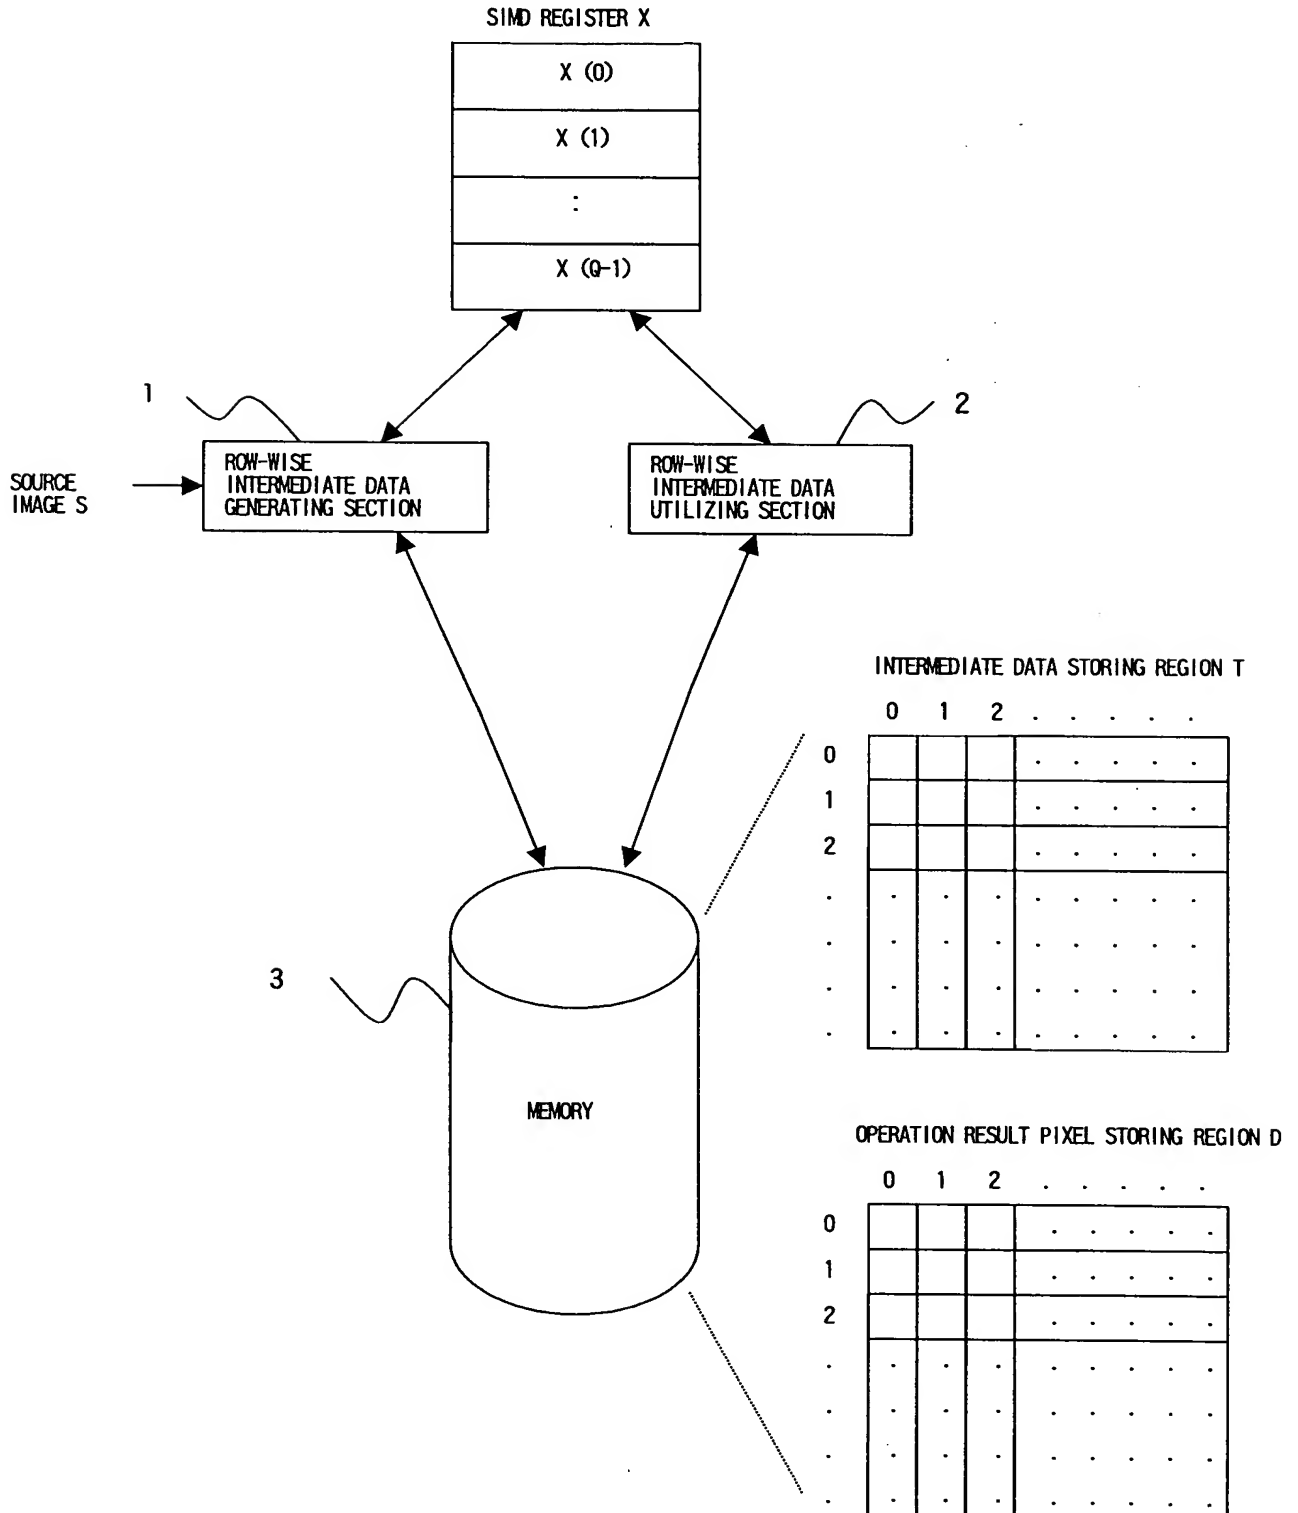 SIMD REGISTER X
X (0)
X (1)
:
X (Q-1)
1
2
SOURCE
IMAGE S
ROW-WISE
INTERMEDIATE DATA
GENERATING SECTION
ROW-WISE
INTERMEDIATE DATA
UTILIZING SECTION
INTERMEDIATE DATA STORING REGION T
0 1 2 . . . . .
0 . . . . .
1 . . . . .
2 . . . . .
. . . . . . . . .
. . . . . . . . .
. . . . . . . . .
. . . . . . . . .
3
MEMORY
OPERATION RESULT PIXEL STORING REGION D
0 1 2 . . . . .
0 . . . . .
1 . . . . .
2 . . . . .
. . . . . . . . .
. . . . . . . . .
. . . . . . . . .
. . . . . . . . .